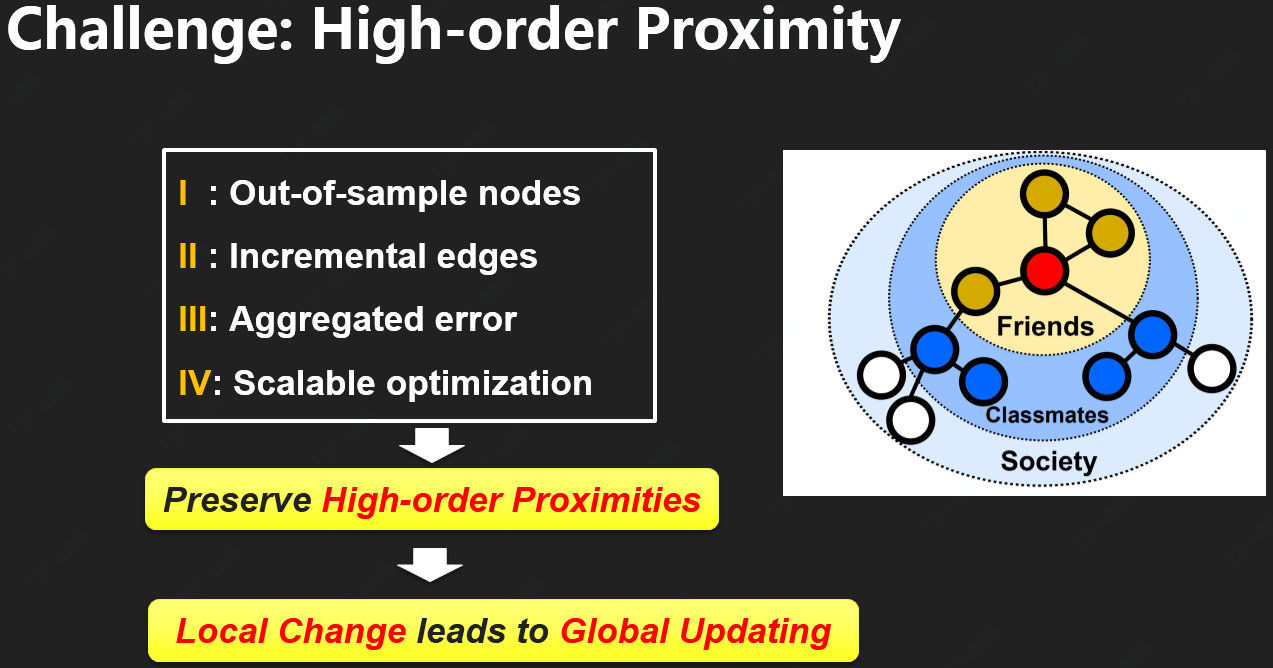 Challenge: High-order Proximity
I : Out-of-sample nodes
II : Incremental edges
III: Aggregated error
IV: Scalable optimization
Preserve High-order Proximities
Local Change leads to Global Updating
Friends
Classmates
Society